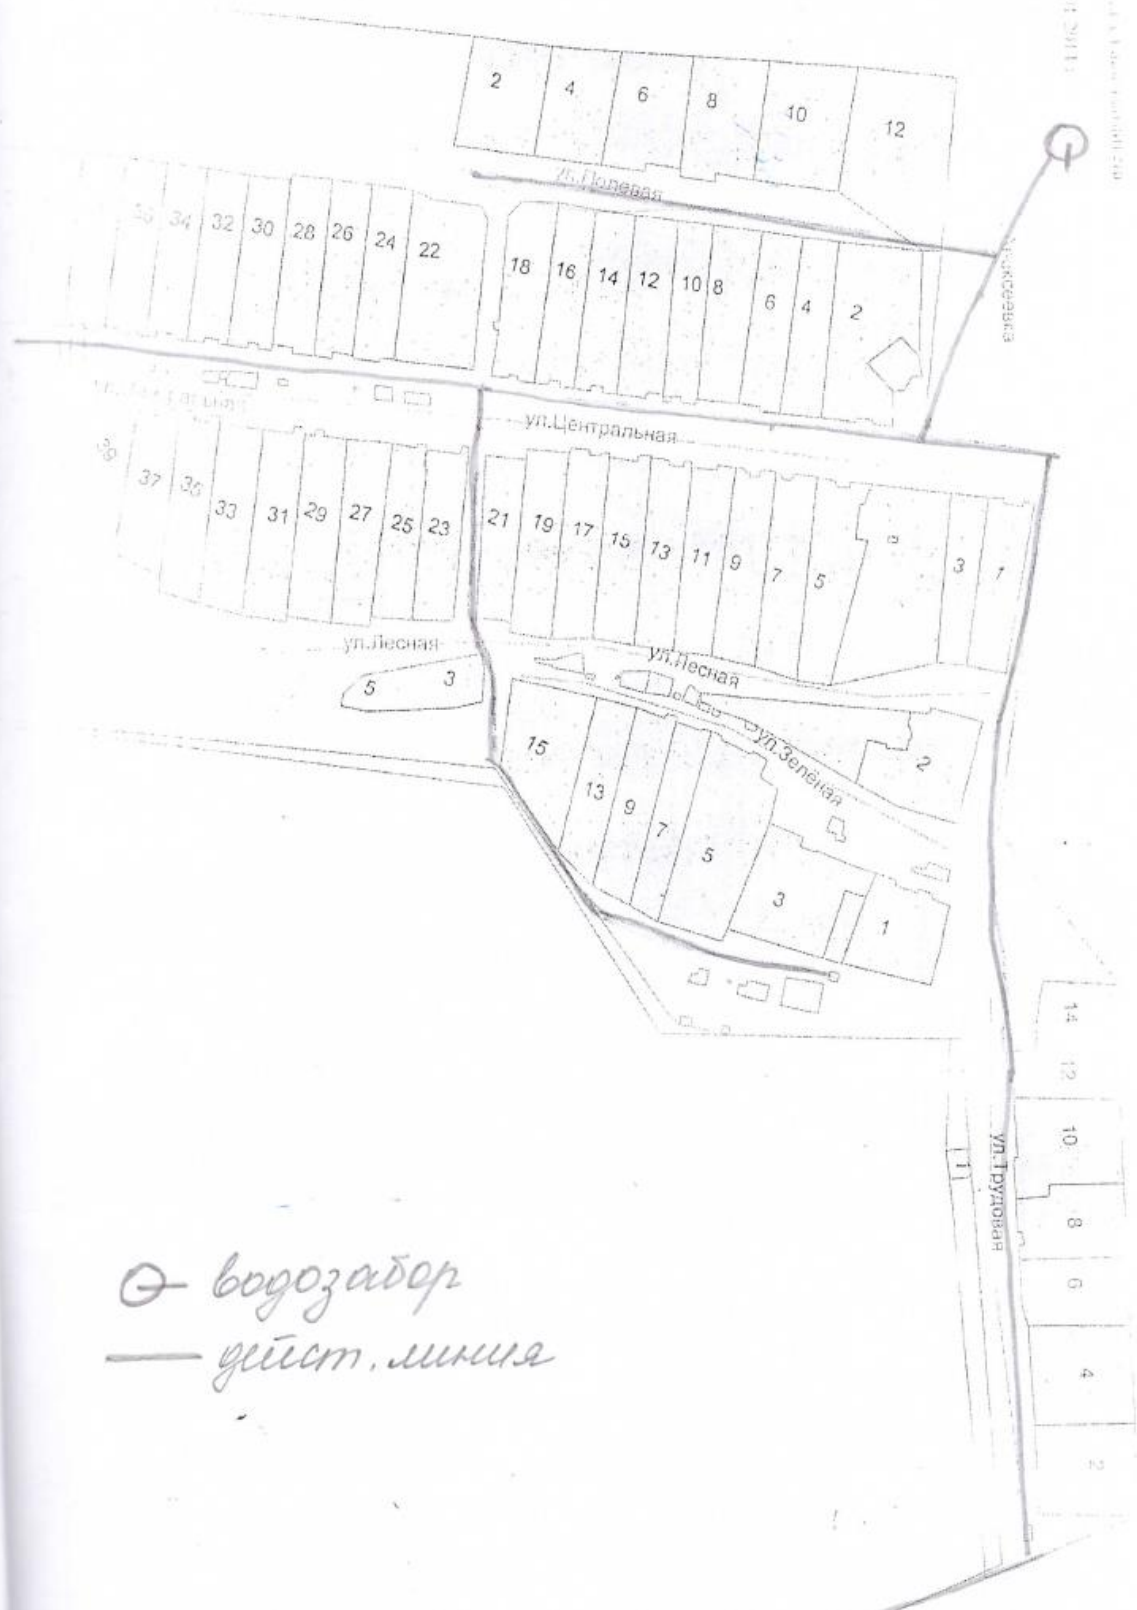 2 4 6 8 10 12
ул.Полевая
34 32 30 28 26 24 22 18 16 14 12 10 8 6 4 2
ул.Центральная
39 37 35 33 31 29 27 25 23 21 19 17 15 13 11 9 7 5 3 1
ул.Лесная
ул.Лесная
5 3
ул.Зелёная
2
15 13 9 7 5 3 1
14
12
10
ул.Трудовая
8
6
4
2
водозабор
дейст. линия